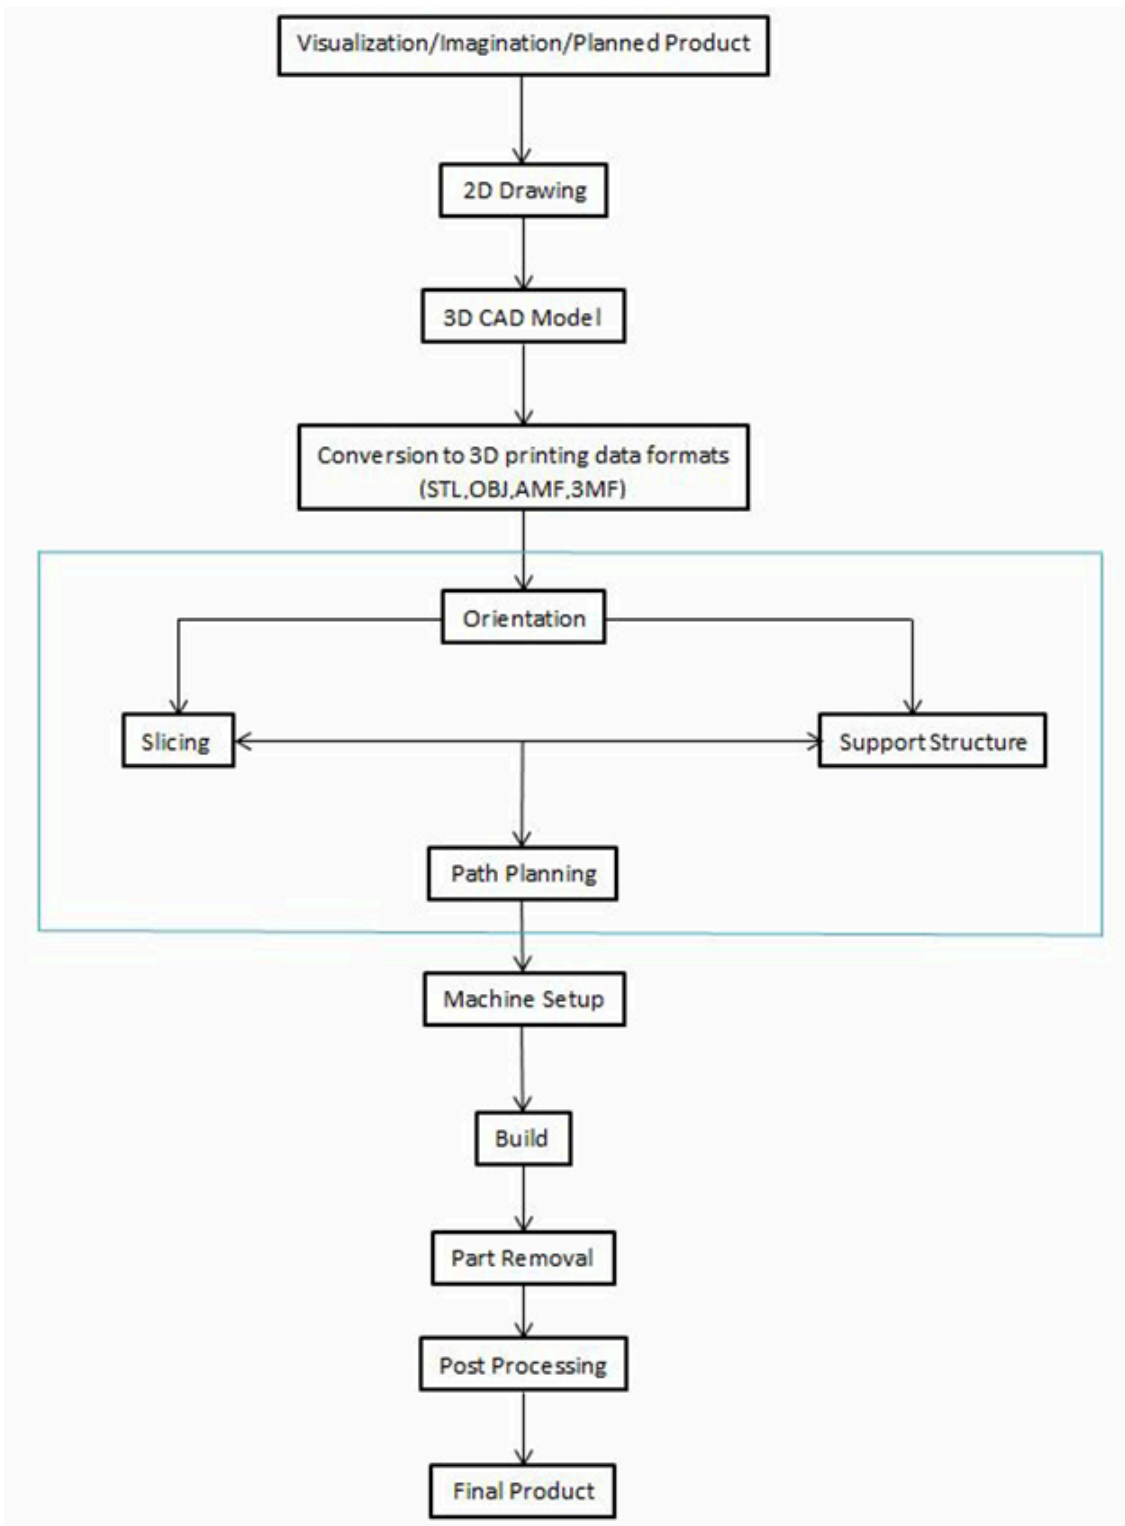 Visualization/Imagination/Planned Product
2D Drawing
3D CAD Model
Conversion to 3D printing data formats
(STL,OBJ,AMF,3MF)
Orientation
Slicing
Support Structure
Path Planning
Machine Setup
Build
Part Removal
Post Processing
Final Product